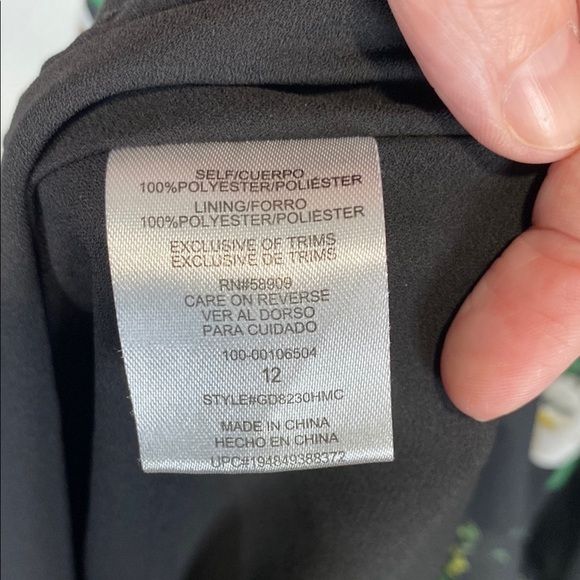 SELF/CUERPO
100%POLYESTER/POLIÉSTER
LINING/FORRO
100%POLYESTER/POLIÉSTER
EXCLUSIVE OF TRIMS
EXCLUSIVE DE TRIMS
RN#58909
CARE ON REVERSE
VER AL DORSO
PARA CUIDADO
100-00106504
12
STYLE#GD8230HMC
MADE IN CHINA
HECHO EN CHINA
UPC#194849388372